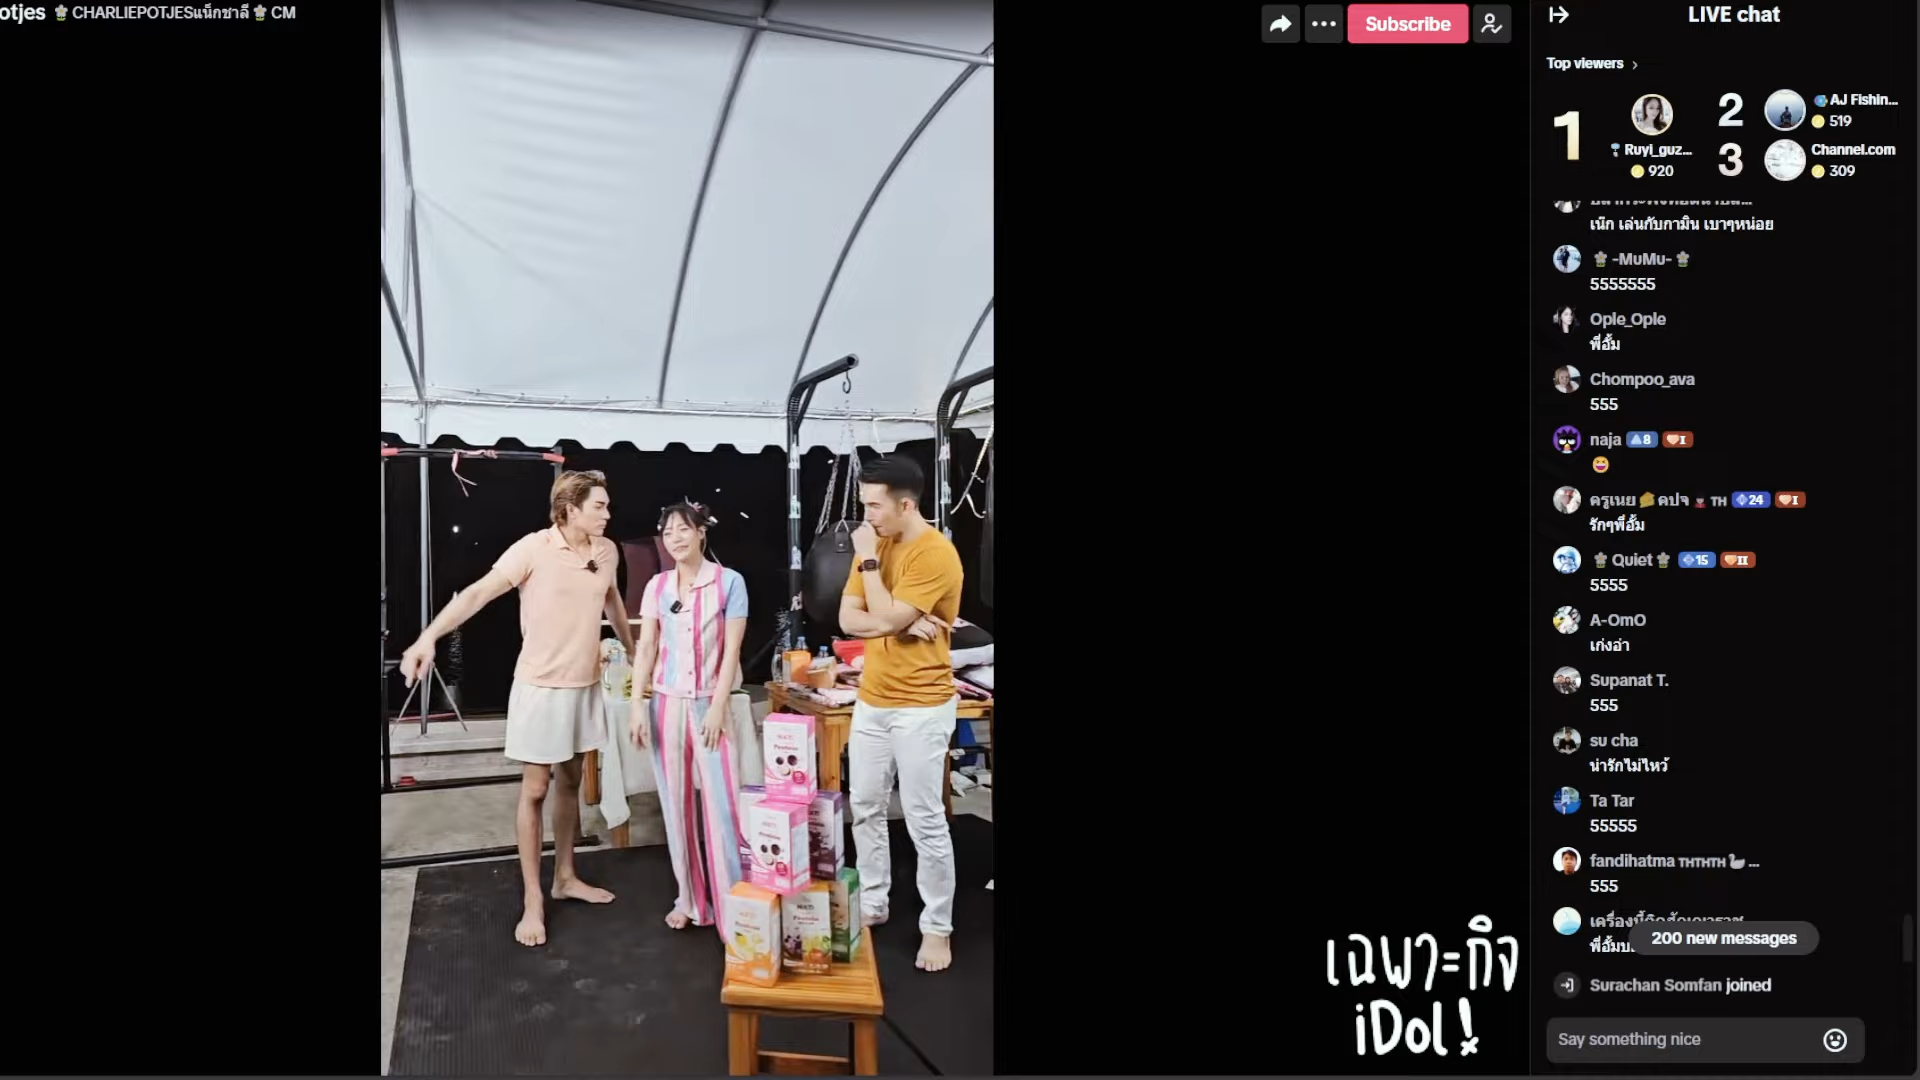 otjes CHARLIEPOTJESแน็กชาลี CM
Subscribe
LIVE chat
Top viewers
1
Ruyi_guz...
920
2
AJ Fishin...
519
3
Channel.com
309
เน๊ก เล่นกับกามิน เบาๆหน่อย
-MuMu-
5555555
Ople_Ople
พี่อั้ม
Chompoo_ava
555
naja 8 I
ครูเนย คปจ TH 24 I
รักๆพี่อั้ม
Quiet 15 II
5555
A-OmO
เก่งอ่า
Supanat T.
555
su cha
น่ารักไม่ไหว้
Ta Tar
55555
fandihatma THTHTH ...
555
200 new messages
Surachan Somfan joined
Say something nice
เฉพาะกิจ
iDol!